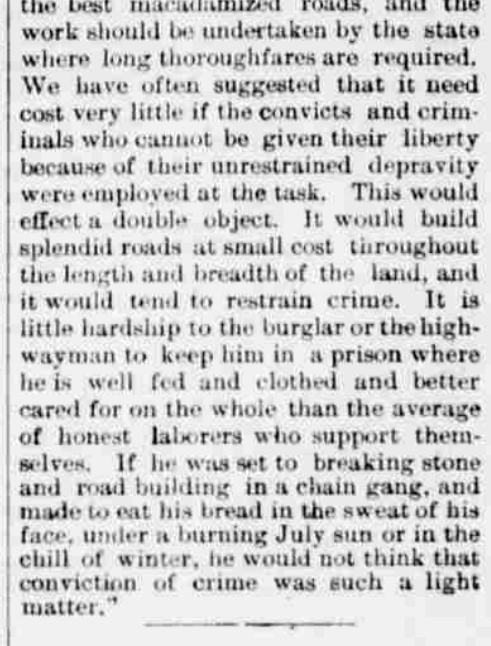 the best macadamized roads, and the
work should be undertaken by the state
where long thoroughfares are required.
We have often suggested that it need
cost very little if the convicts and crim-
inals who cannot be given their liberty
because of their unrestrained depravity
were employed at the task. This would
effect a double object. It would build
splendid roads at small cost throughout
the length and breadth of the land, and
it would tend to restrain crime. It is
little hardship to the burglar or the high-
wayman to keep him in a prison where
he is well fed and clothed and better
cared for on the whole than the average
of honest laborers who support them-
selves. If he was set to breaking stone
and road building in a chain gang, and
made to eat his bread in the sweat of his
face, under a burning July sun or in the
chill of winter, he would not think that
conviction of crime was such a light
matter."